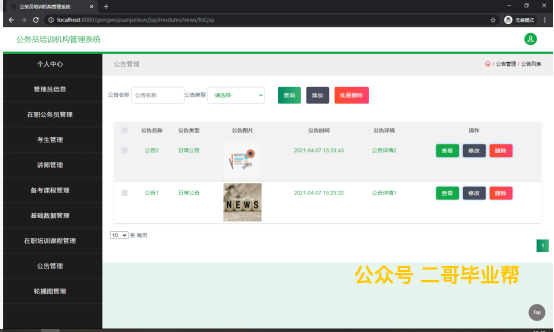 公务员培训机构管理系统
localhost:8080/gongwuyuanpeixun/jsp/modules/news/list.jsp
无痕模式
公务员培训机构管理系统
个人中心
管理员信息
在职公务员管理
考生管理
讲师管理
备考课程管理
基础数据管理
在职培训课程管理
公告管理
轮播图管理
公告管理
/ 公告管理 / 公告列表
公告名称 公告名称 公告类型 -请选择- 查询 添加 批量删除
公告名称 公告类型 公告图片 公告时间 公告详情 操作
公告2 日常公告 2021-04-07 15:29:43 公告详情2 查看 修改 删除
公告1 日常公告 NEWS 2021-04-07 15:29:32 公告详情1 查看 修改 删除
10 条 每页
1
公众号 二哥毕业帮
Top